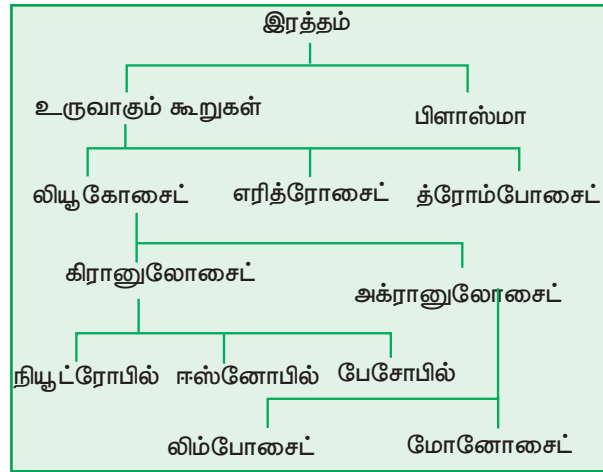 இரத்தம்
உருவாகும் கூறுகள்
பிளாஸ்மா
லியூகோசைட்
எரித்ரோசைட்
த்ரோம்போசைட்
கிரானுலோசைட்
அக்ரானுலோசைட்
நியூட்ரோபில்
ஈஸ்னோபில்
பேசோபில்
லிம்போசைட்
மோனோசைட்